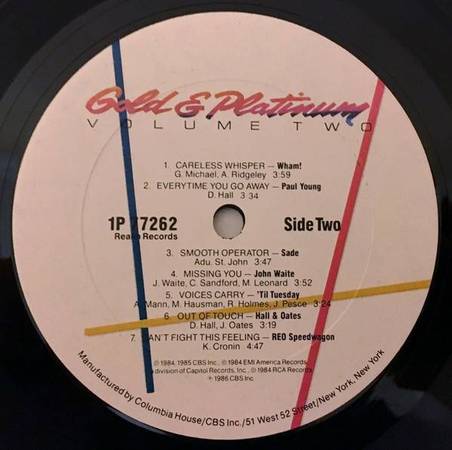 Gold & Platinum
VOLUME TWO
1. CARELESS WHISPER — Wham!
G. Michael, A. Ridgeley 3:59
2. EVERYTIME YOU GO AWAY — Paul Young
D. Hall 3:34
1P 77262
Side Two
Realm Records
3. SMOOTH OPERATOR — Sade
Adu. St. John 3:47
4. MISSING YOU — John Waite
J. Waite, C. Sandford, M. Leonard 3:52
5. VOICES CARRY — 'Til Tuesday
A. Mann, M. Hausman, R. Holmes, J. Pesce 3:24
6. OUT OF TOUCH — Hall & Oates
D. Hall, J. Oates 3:19
7. CAN'T FIGHT THIS FEELING — REO Speedwagon
K. Cronin 4:47
℗ 1984, 1985 CBS Inc., ℗ 1984 EMI America Records,
a division of Capitol Records, Inc., ℗ 1984 RCA Records
℗ 1986 CBS Inc.
Manufactured by Columbia House/CBS Inc./51 West 52 Street/New York, New York